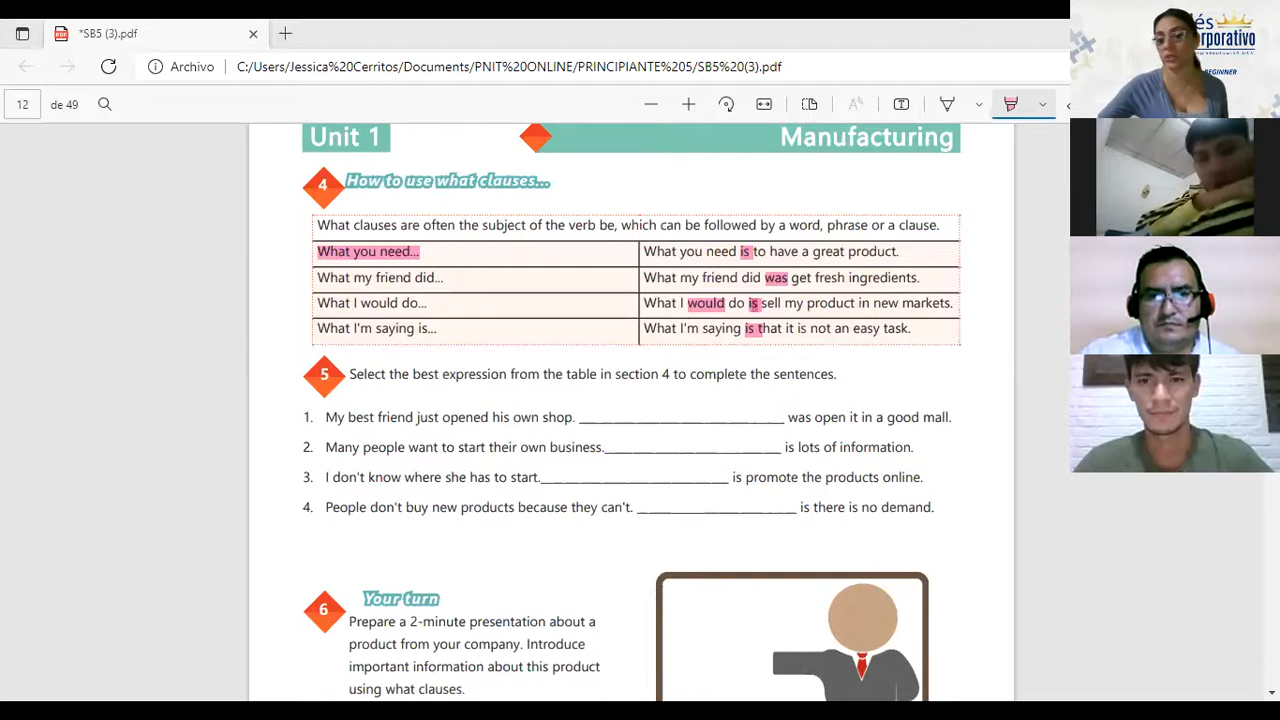 *SB5 (3).pdf
Archivo
C:/Users/Jessica%20Cerritos/Documents/PNIE%20ONLINE/PRINCIPIANTE%205/SB5%20(3).pdf
12 de 49
Unit 1
Manufacturing
4 How to use what clauses...
What clauses are often the subject of the verb be, which can be followed by a word, phrase or a clause.
What you need... What you need is to have a great product.
What my friend did... What my friend did was get fresh ingredients.
What I would do... What I would do is sell my product in new markets.
What I'm saying is... What I'm saying is that it is not an easy task.
5 Select the best expression from the table in section 4 to complete the sentences.
1. My best friend just opened his own shop. ____________________ was open it in a good mall.
2. Many people want to start their own business.____________________ is lots of information.
3. I don't know where she has to start.____________________ is promote the products online.
4. People don't buy new products because they can't. ____________________ is there is no demand.
6 Your turn
Prepare a 2-minute presentation about a
product from your company. Introduce
important information about this product
using what clauses.
és
rporativo
BEGINNER